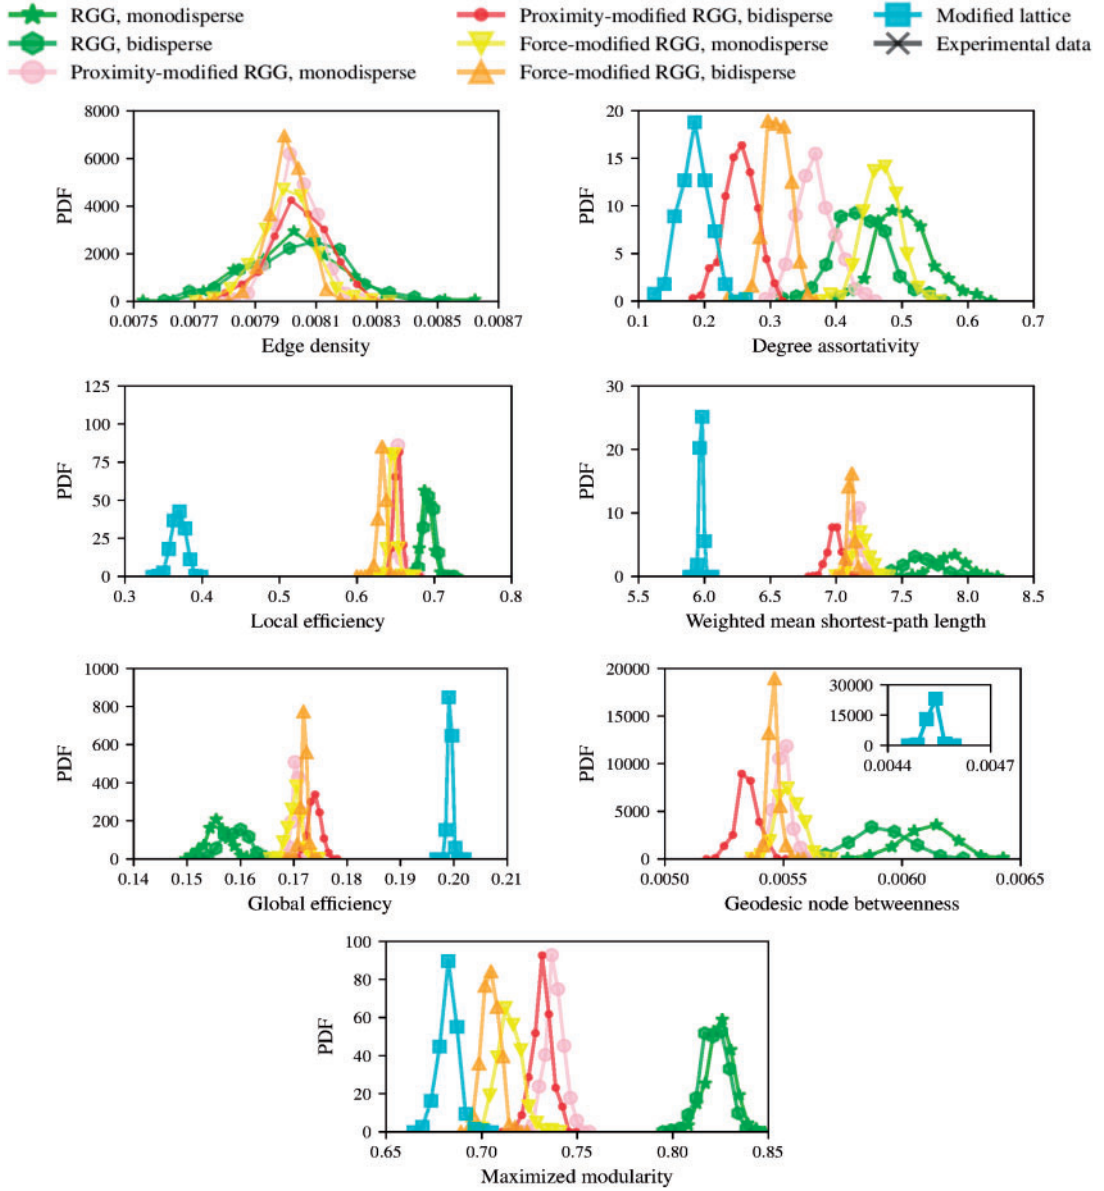 RGG, monodisperse
RGG, bidisperse
Proximity-modified RGG, monodisperse
Proximity-modified RGG, bidisperse
Force-modified RGG, monodisperse
Force-modified RGG, bidisperse
Modified lattice
Experimental data
8000
6000
4000
2000
0
PDF
0.0075 0.0077 0.0079 0.0081 0.0083 0.0085 0.0087
Edge density
20
15
10
5
0
PDF
0.1 0.2 0.3 0.4 0.5 0.6 0.7
Degree assortativity
125
100
75
50
25
0
PDF
0.3 0.4 0.5 0.6 0.7 0.8
Local efficiency
30
20
10
0
PDF
5.5 6.0 6.5 7.0 7.5 8.0 8.5
Weighted mean shortest-path length
1000
800
600
400
200
0
PDF
0.14 0.15 0.16 0.17 0.18 0.19 0.20 0.21
Global efficiency
20000
15000
10000
5000
0
PDF
30000
15000
0
0.0044 0.0047
0.0050 0.0055 0.0060 0.0065
Geodesic node betweenness
100
80
60
40
20
0
PDF
0.65 0.70 0.75 0.80 0.85
Maximized modularity